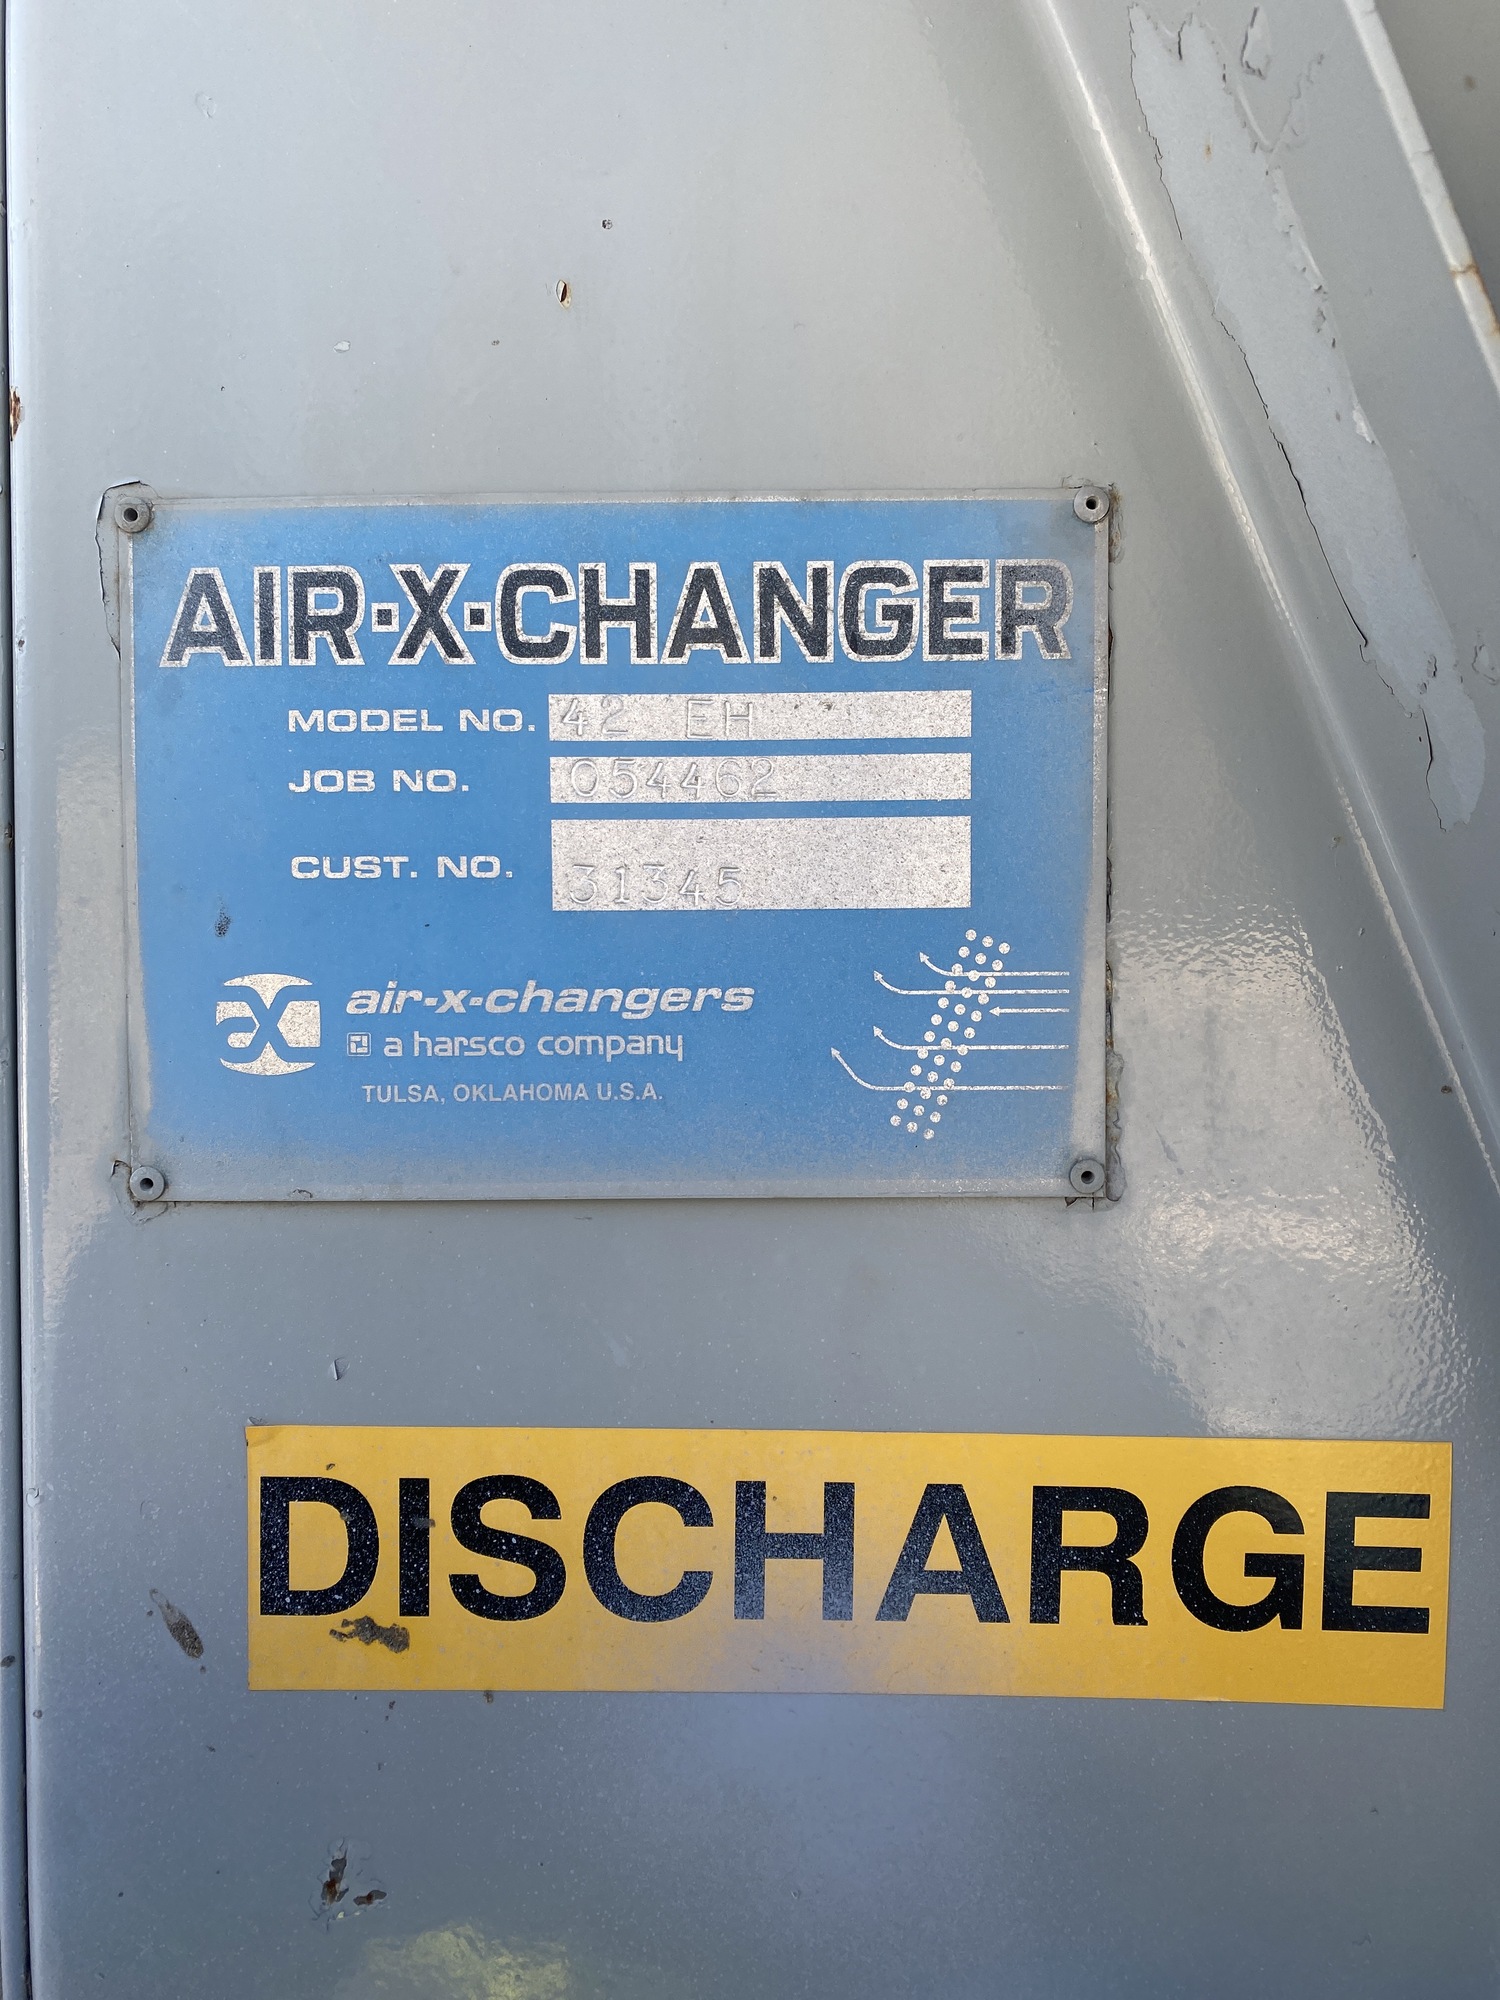 AIR·X·CHANGER
MODEL NO. 42 EH
JOB NO. 054462
CUST. NO. 31345
aX air-x-changers
a harsco company
TULSA, OKLAHOMA U.S.A.
DISCHARGE